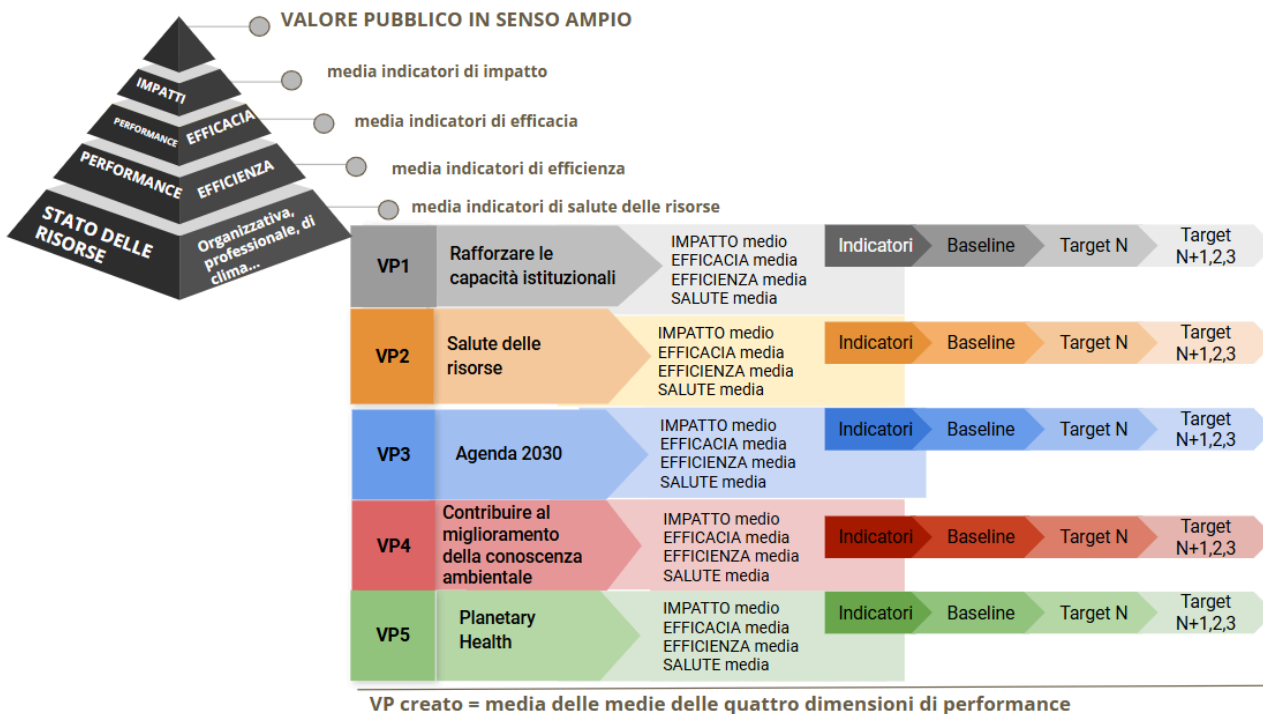 VALORE PUBBLICO IN SENSO AMPIO
media indicatori di impatto
media indicatori di efficacia
media indicatori di efficienza
media indicatori di salute delle risorse
IMPATTI
PERFORMANCE
EFFICACIA
PERFORMANCE
EFFICIENZA
STATO DELLE
RISORSE
Organizzativa,
professionale, di
clima...
VP1
Rafforzare le
capacità istituzionali
IMPATTO medio
EFFICACIA media
EFFICIENZA media
SALUTE media
Indicatori
Baseline
Target N
Target
N+1,2,3
VP2
Salute delle
risorse
IMPATTO medio
EFFICACIA media
EFFICIENZA media
SALUTE media
Indicatori
Baseline
Target N
Target
N+1,2,3
VP3
Agenda 2030
IMPATTO medio
EFFICACIA media
EFFICIENZA media
SALUTE media
Indicatori
Baseline
Target N
Target
N+1,2,3
VP4
Contribuire al
miglioramento
della conoscenza
ambientale
IMPATTO medio
EFFICACIA media
EFFICIENZA media
SALUTE media
Indicatori
Baseline
Target N
Target
N+1,2,3
VP5
Planetary
Health
IMPATTO medio
EFFICACIA media
EFFICIENZA media
SALUTE media
Indicatori
Baseline
Target N
Target
N+1,2,3
VP creato = media delle medie delle quattro dimensioni di performance